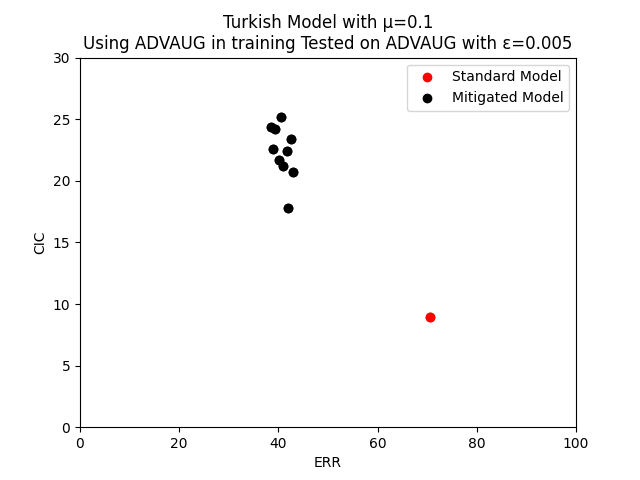 Turkish Model with μ=0.1
Using ADVAUG in training Tested on ADVAUG with ε=0.005
Standard Model
Mitigated Model
30
25
20
15
10
5
0
CIC
0 20 40 60 80 100
ERR